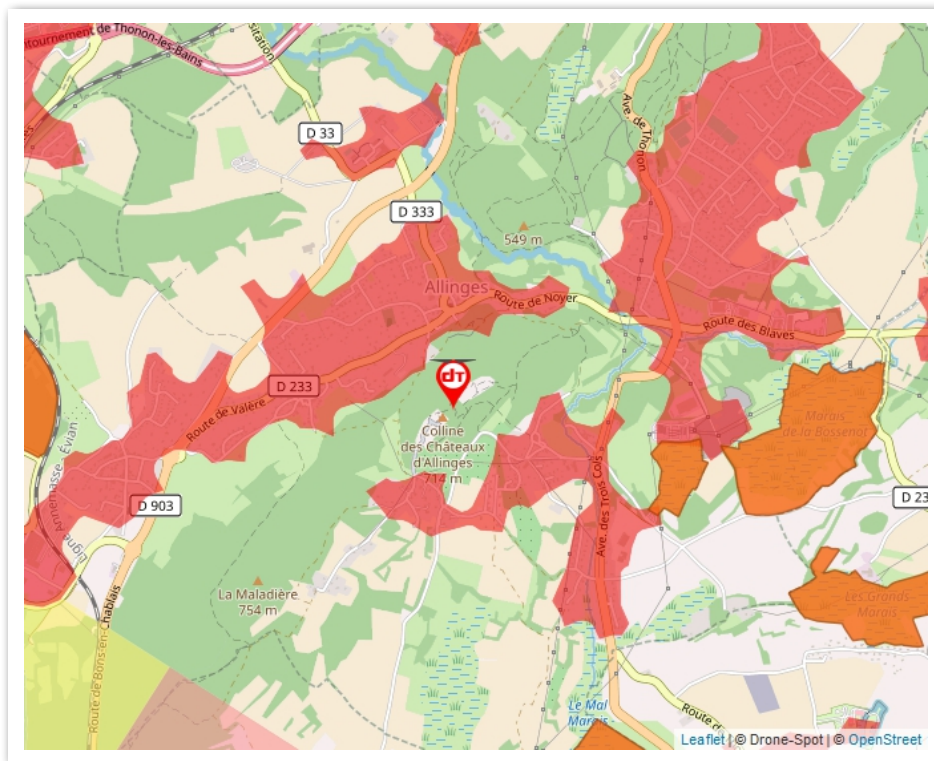 ntournement de Thonon-les-Bains
sitation
D 33
Ave. de Thonon
D 333
549 m
Allinges
Route de Noyer
Route des Blaves
D 233
dT
Route de Valère
Colline
des Châteaux
d'Allinges
714 m
Marais
de la Bossenot
Ligne Annemasse - Évian
D 903
Ave. des Trois Cols
D 23
La Maladière
754 m
Les Grands
Marais
Route de Bons-en-Chablais
Le Mal
Marais
Route d
Leaflet | © Drone-Spot | © OpenStreet